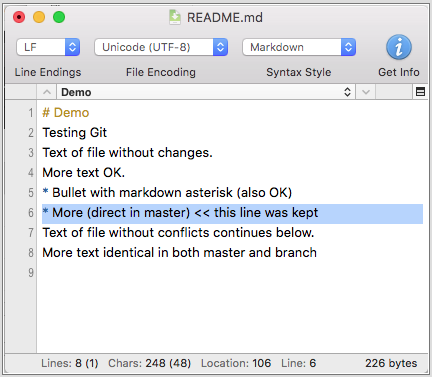 README.md
LF Unicode (UTF-8) Markdown
Line Endings File Encoding Syntax Style Get Info
Demo
1 # Demo
2 Testing Git
3 Text of file without changes.
4 More text OK.
5 * Bullet with markdown asterisk (also OK)
6 * More (direct in master) << this line was kept
7 Text of file without conflicts continues below.
8 More text identical in both master and branch
9
Lines: 8 (1) Chars: 248 (48) Location: 106 Line: 6 226 bytes